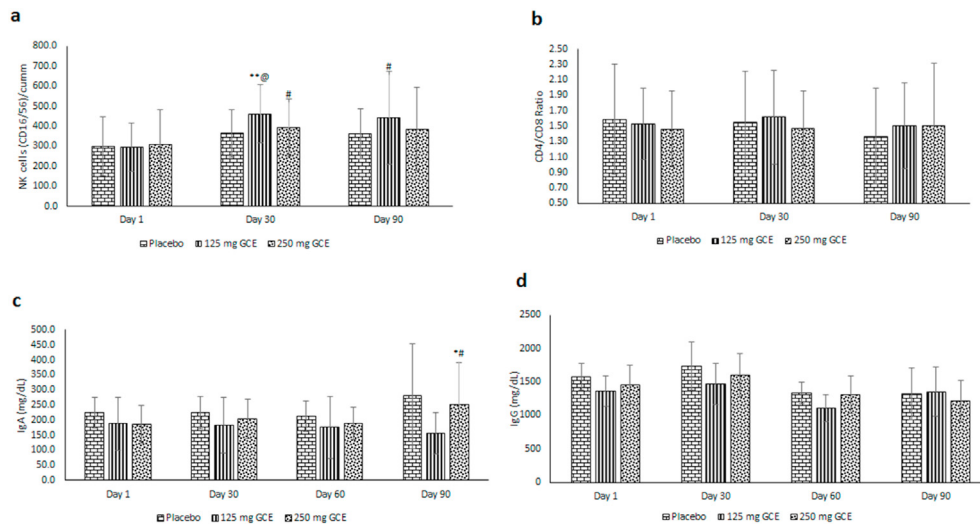 a
NK cells (CD16/56)/cumm
800.0
700.0
600.0
500.0
400.0
300.0
200.0
100.0
0.0
**@
#
#
Day 1 Day 30 Day 90
Placebo 125 mg GCE 250 mg GCE
b
CD4/CD8 Ratio
2.50
2.30
2.10
1.90
1.70
1.50
1.30
1.10
0.90
0.70
0.50
Day 1 Day 30 Day 90
Placebo 125 mg GCE 250 mg GCE
c
IgA (mg/dL)
500.0
450.0
400.0
350.0
300.0
250.0
200.0
150.0
100.0
50.0
0.0
*#
Day 1 Day 30 Day 60 Day 90
Placebo 125 mg GCE 250 mg GCE
d
IgG (mg/dL)
2500
2000
1500
1000
500
0
Day 1 Day 30 Day 60 Day 90
Placebo 125 mg GCE 250 mg GCE